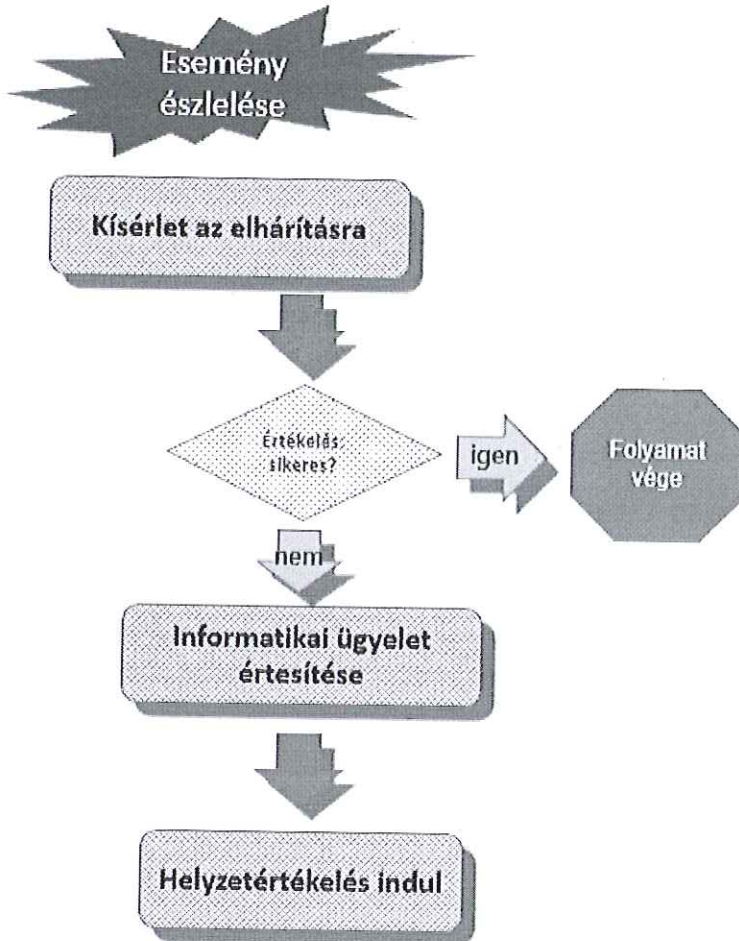 Esemény
észlelése
Kísérlet az elhárításra
Értékelés:
sikeres?
igen
Folyamat
vége
nem
Informatikai ügyelet
értesítése
Helyzetértékelés indul